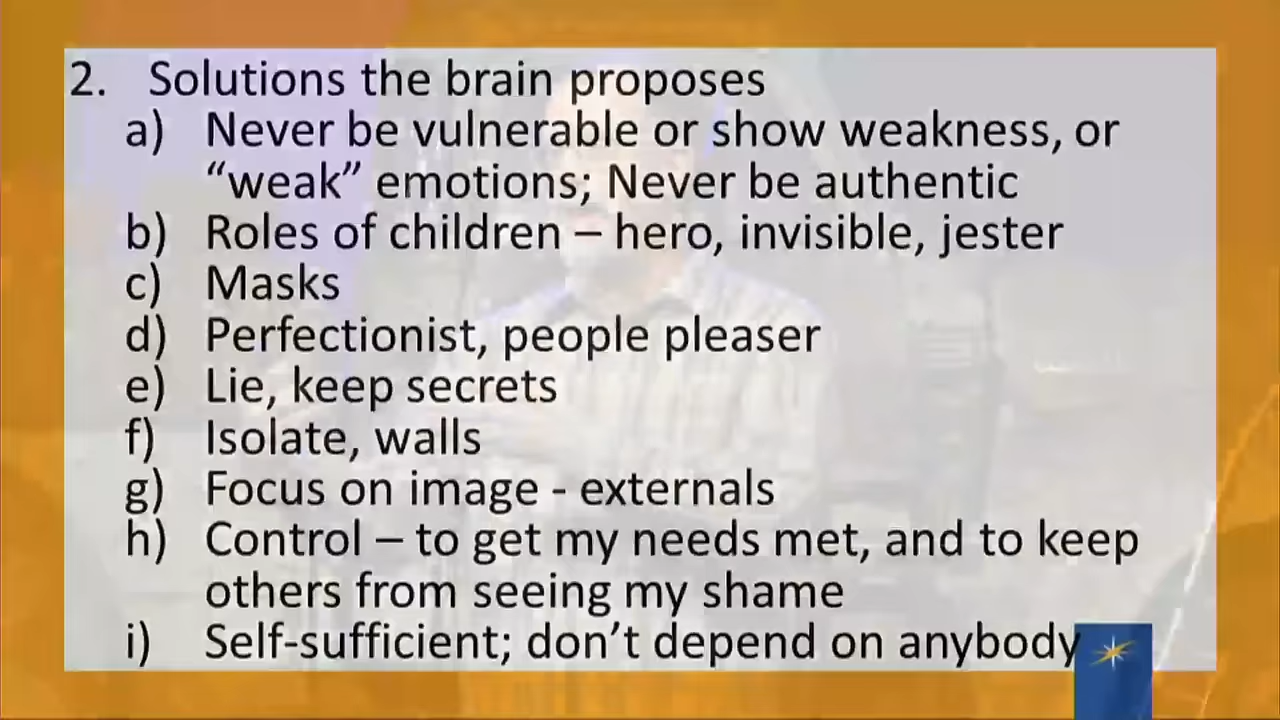 2. Solutions the brain proposes
a) Never be vulnerable or show weakness, or
“weak” emotions; Never be authentic
b) Roles of children – hero, invisible, jester
c) Masks
d) Perfectionist, people pleaser
e) Lie, keep secrets
f) Isolate, walls
g) Focus on image - externals
h) Control – to get my needs met, and to keep
others from seeing my shame
i) Self-sufficient; don’t depend on anybody